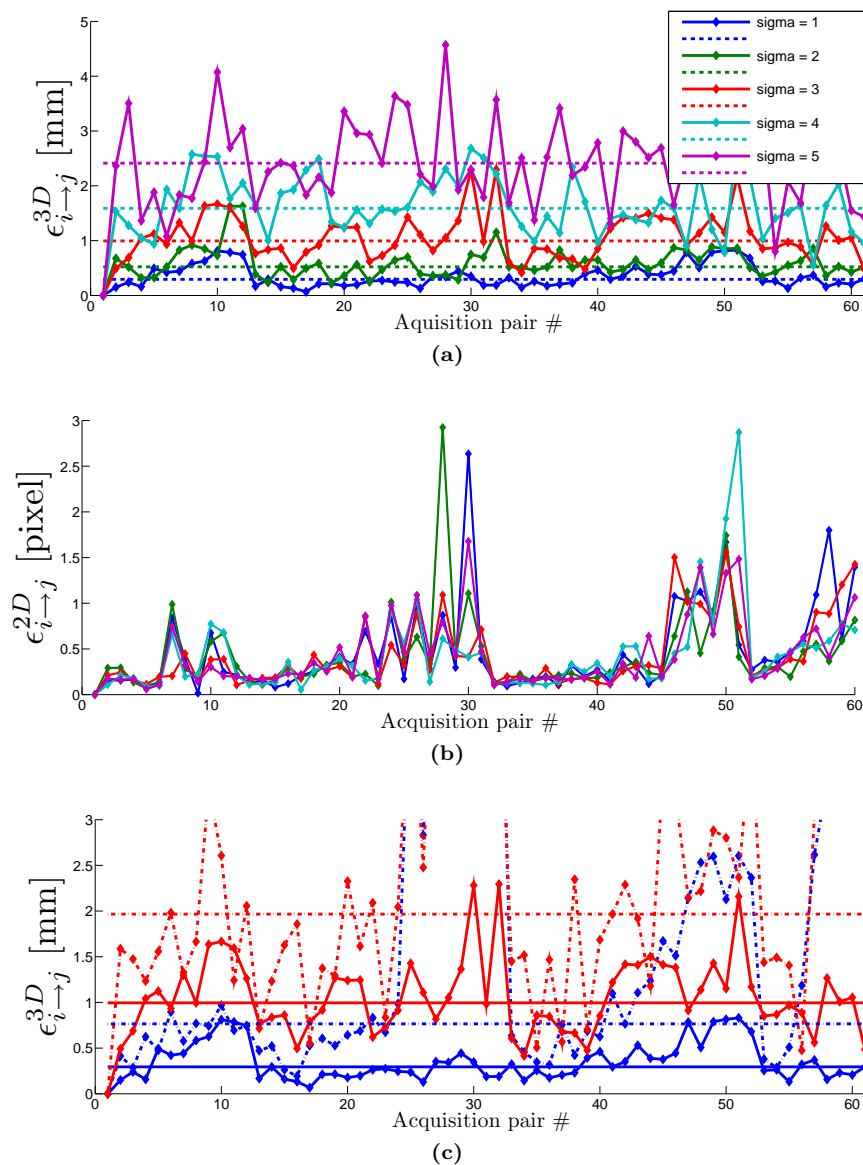 5
4
3
2
1
0
0
10
20
30
40
50
60
ϵ^{3D}_{i→j} [mm]
Aquisition pair #
sigma = 1
sigma = 2
sigma = 3
sigma = 4
sigma = 5
(a)
3
2.5
2
1.5
1
0.5
0
0
10
20
30
40
50
60
ϵ^{2D}_{i→j} [pixel]
Acquisition pair #
(b)
3
2.5
2
1.5
1
0.5
0
0
10
20
30
40
50
60
ϵ^{3D}_{i→j} [mm]
Acquisition pair #
(c)